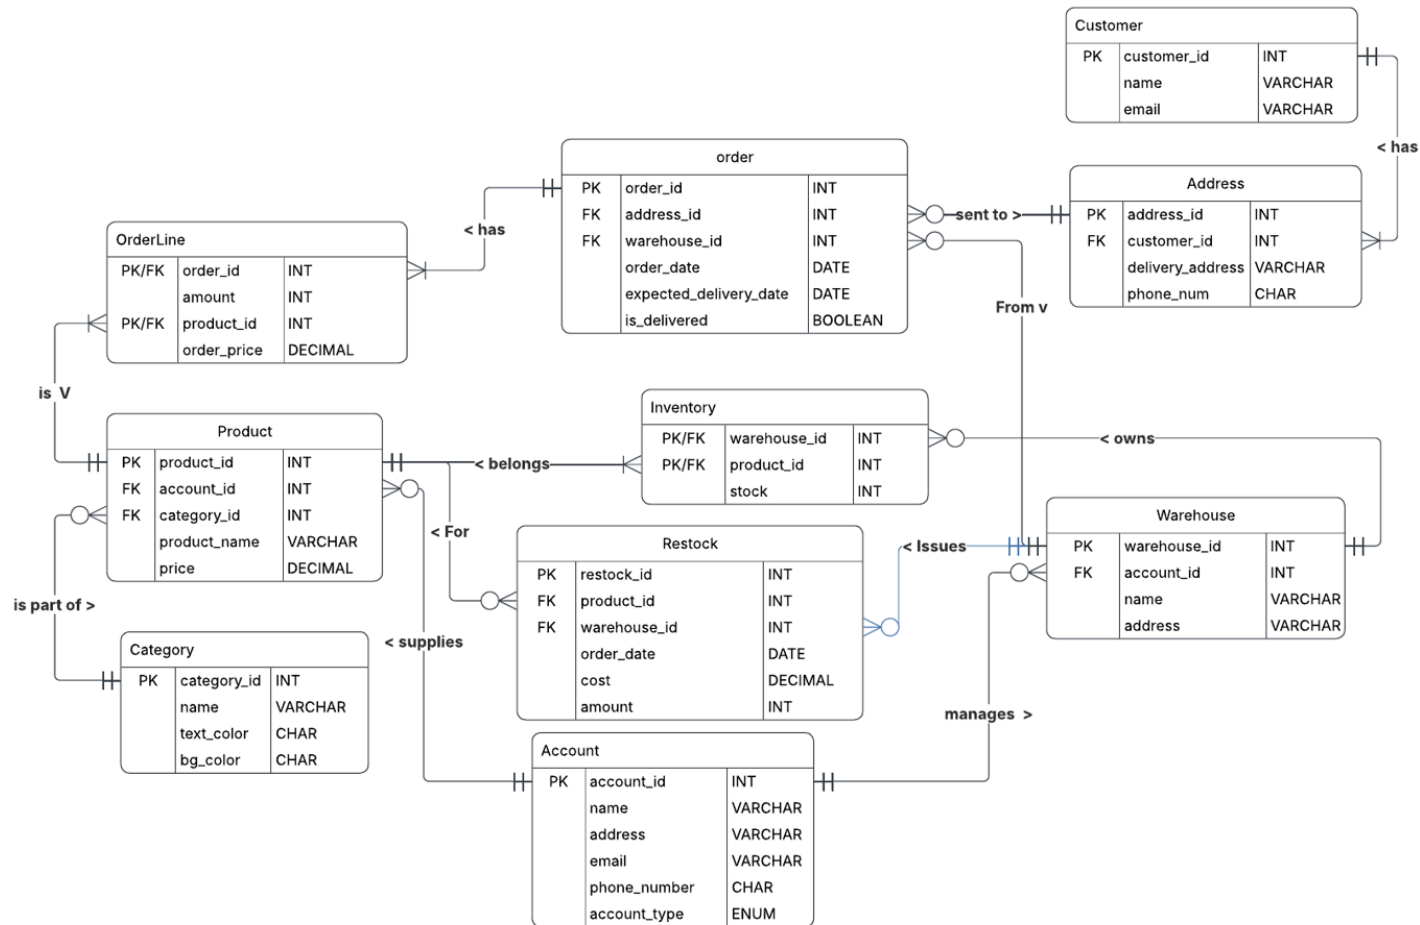 Customer
PK customer_id INT
name VARCHAR
email VARCHAR
< has
order
PK order_id INT
FK address_id INT
FK warehouse_id INT
order_date DATE
expected_delivery_date DATE
is_delivered BOOLEAN
Address
PK address_id INT
FK customer_id INT
delivery_address VARCHAR
phone_num CHAR
sent to >
< has
OrderLine
PK/FK order_id INT
amount INT
PK/FK product_id INT
order_price DECIMAL
From v
is V
Product
PK product_id INT
FK account_id INT
FK category_id INT
product_name VARCHAR
price DECIMAL
Inventory
PK/FK warehouse_id INT
PK/FK product_id INT
stock INT
< belongs
< owns
< For
Restock
PK restock_id INT
FK product_id INT
FK warehouse_id INT
order_date DATE
cost DECIMAL
amount INT
< Issues
Warehouse
PK warehouse_id INT
FK account_id INT
name VARCHAR
address VARCHAR
is part of >
< supplies
Category
PK category_id INT
name VARCHAR
text_color CHAR
bg_color CHAR
manages >
Account
PK account_id INT
name VARCHAR
address VARCHAR
email VARCHAR
phone_number CHAR
account_type ENUM